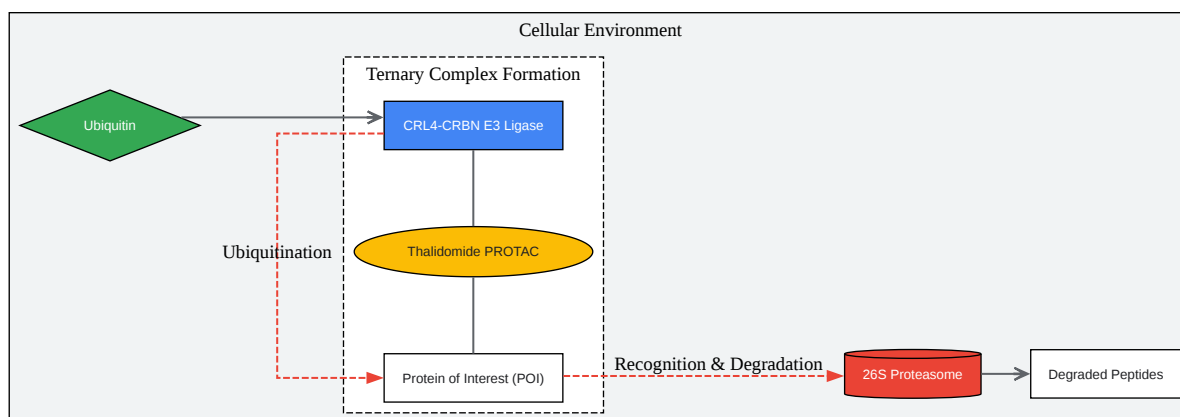 Cellular Environment
Ternary Complex Formation
Ubiquitin
CRL4-CRBN E3 Ligase
Ubiquitination
Thalidomide PROTAC
Protein of Interest (POI)
Recognition & Degradation
26S Proteasome
Degraded Peptides